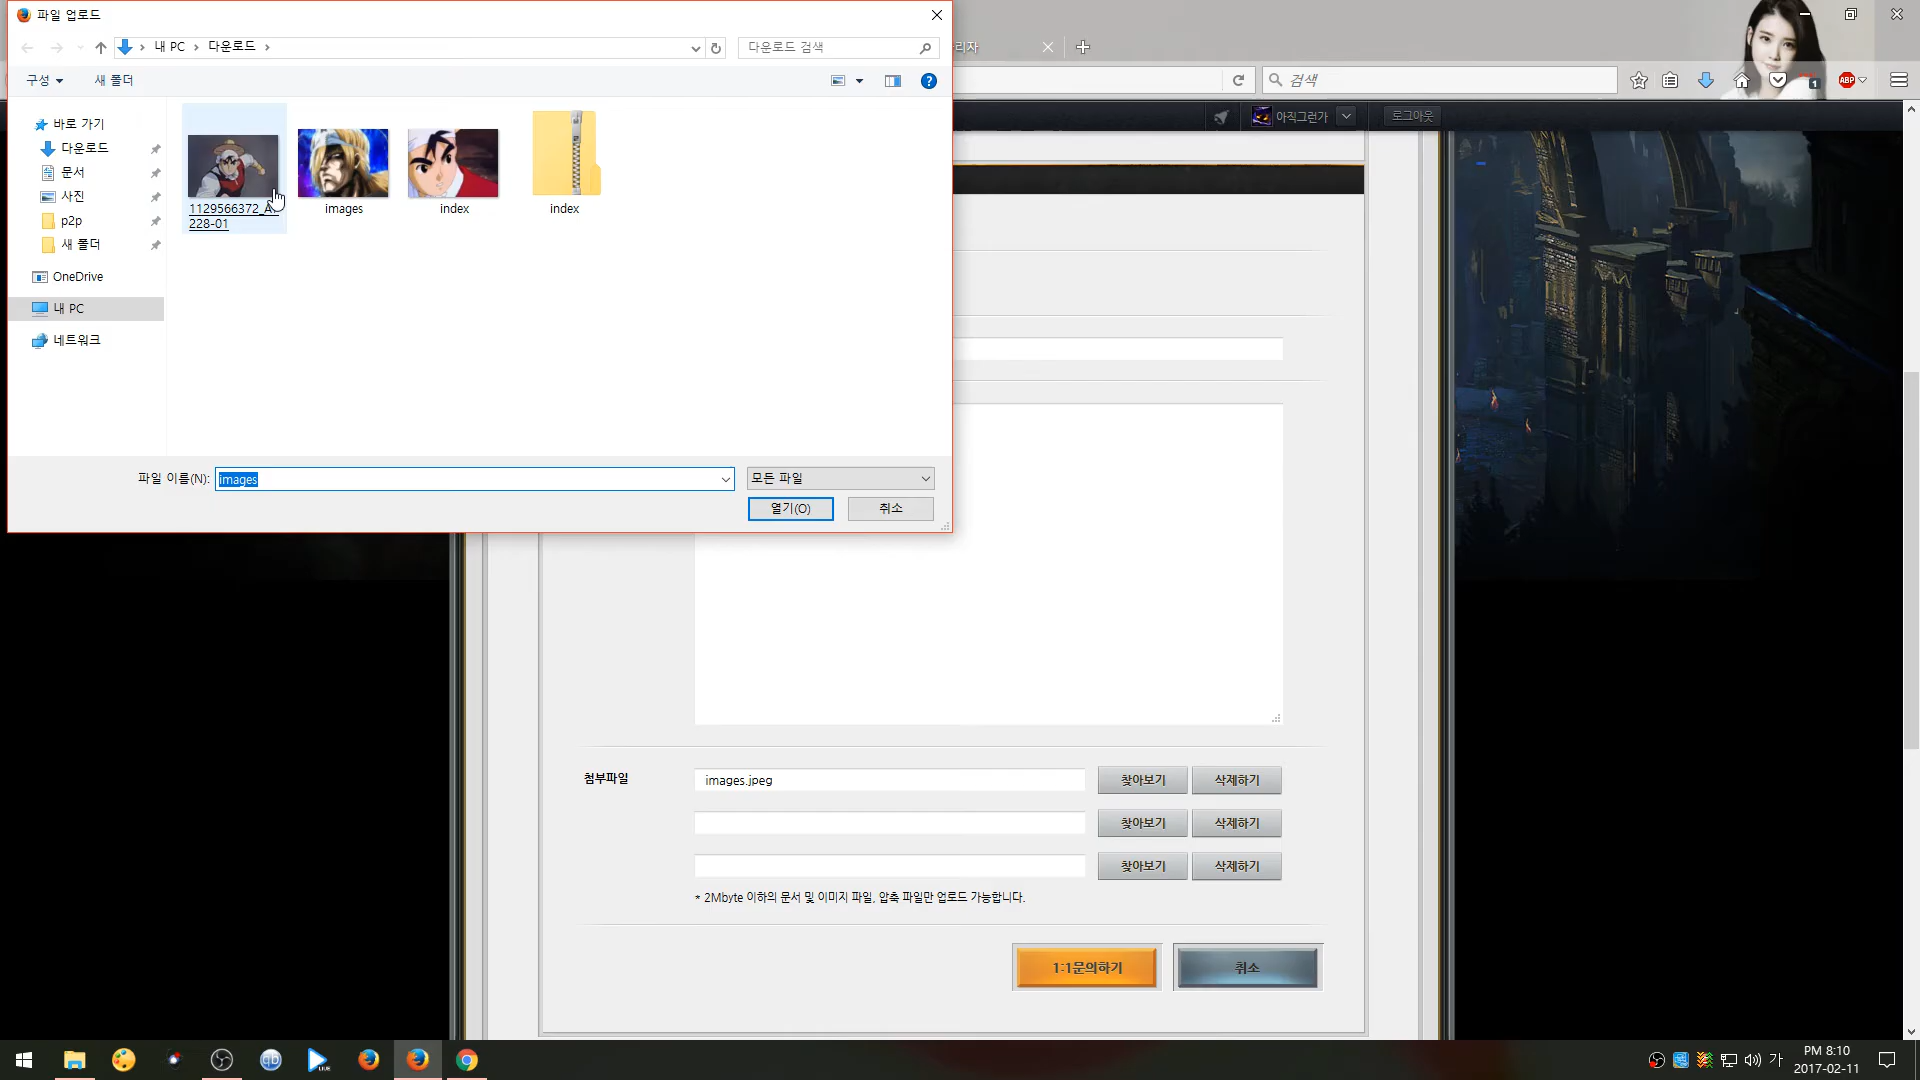 파일 업로드
내 PC
다운로드
다운로드 검색
구성
새 폴더
바로 가기
다운로드
문서
사진
p2p
새 폴더
OneDrive
내 PC
네트워크
228-01
images
index
index
파일 이름(N):
images
모든 파일
열기(O)
취소
리자
검색
ABP
1
아직그런가
로그아웃
첨부파일
images.jpeg
찾아보기
삭제하기
찾아보기
삭제하기
찾아보기
삭제하기
* 2Mbyte 이하의 문서 및 이미지 파일, 압축 파일만 업로드 가능합니다.
1:1문의하기
취소
qb
LIVE
가
PM 8:10
2017-02-11